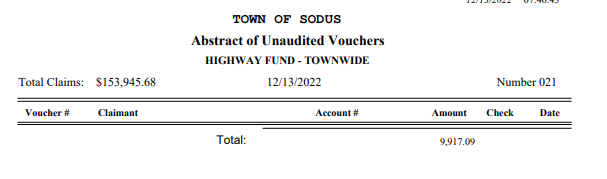 TOWN OF SODUS
Abstract of Unaudited Vouchers
HIGHWAY FUND - TOWNWIDE
Total Claims: $153,945.68 12/13/2022 Number 021
Voucher # Claimant Account # Amount Check Date
Total: 9,917.09